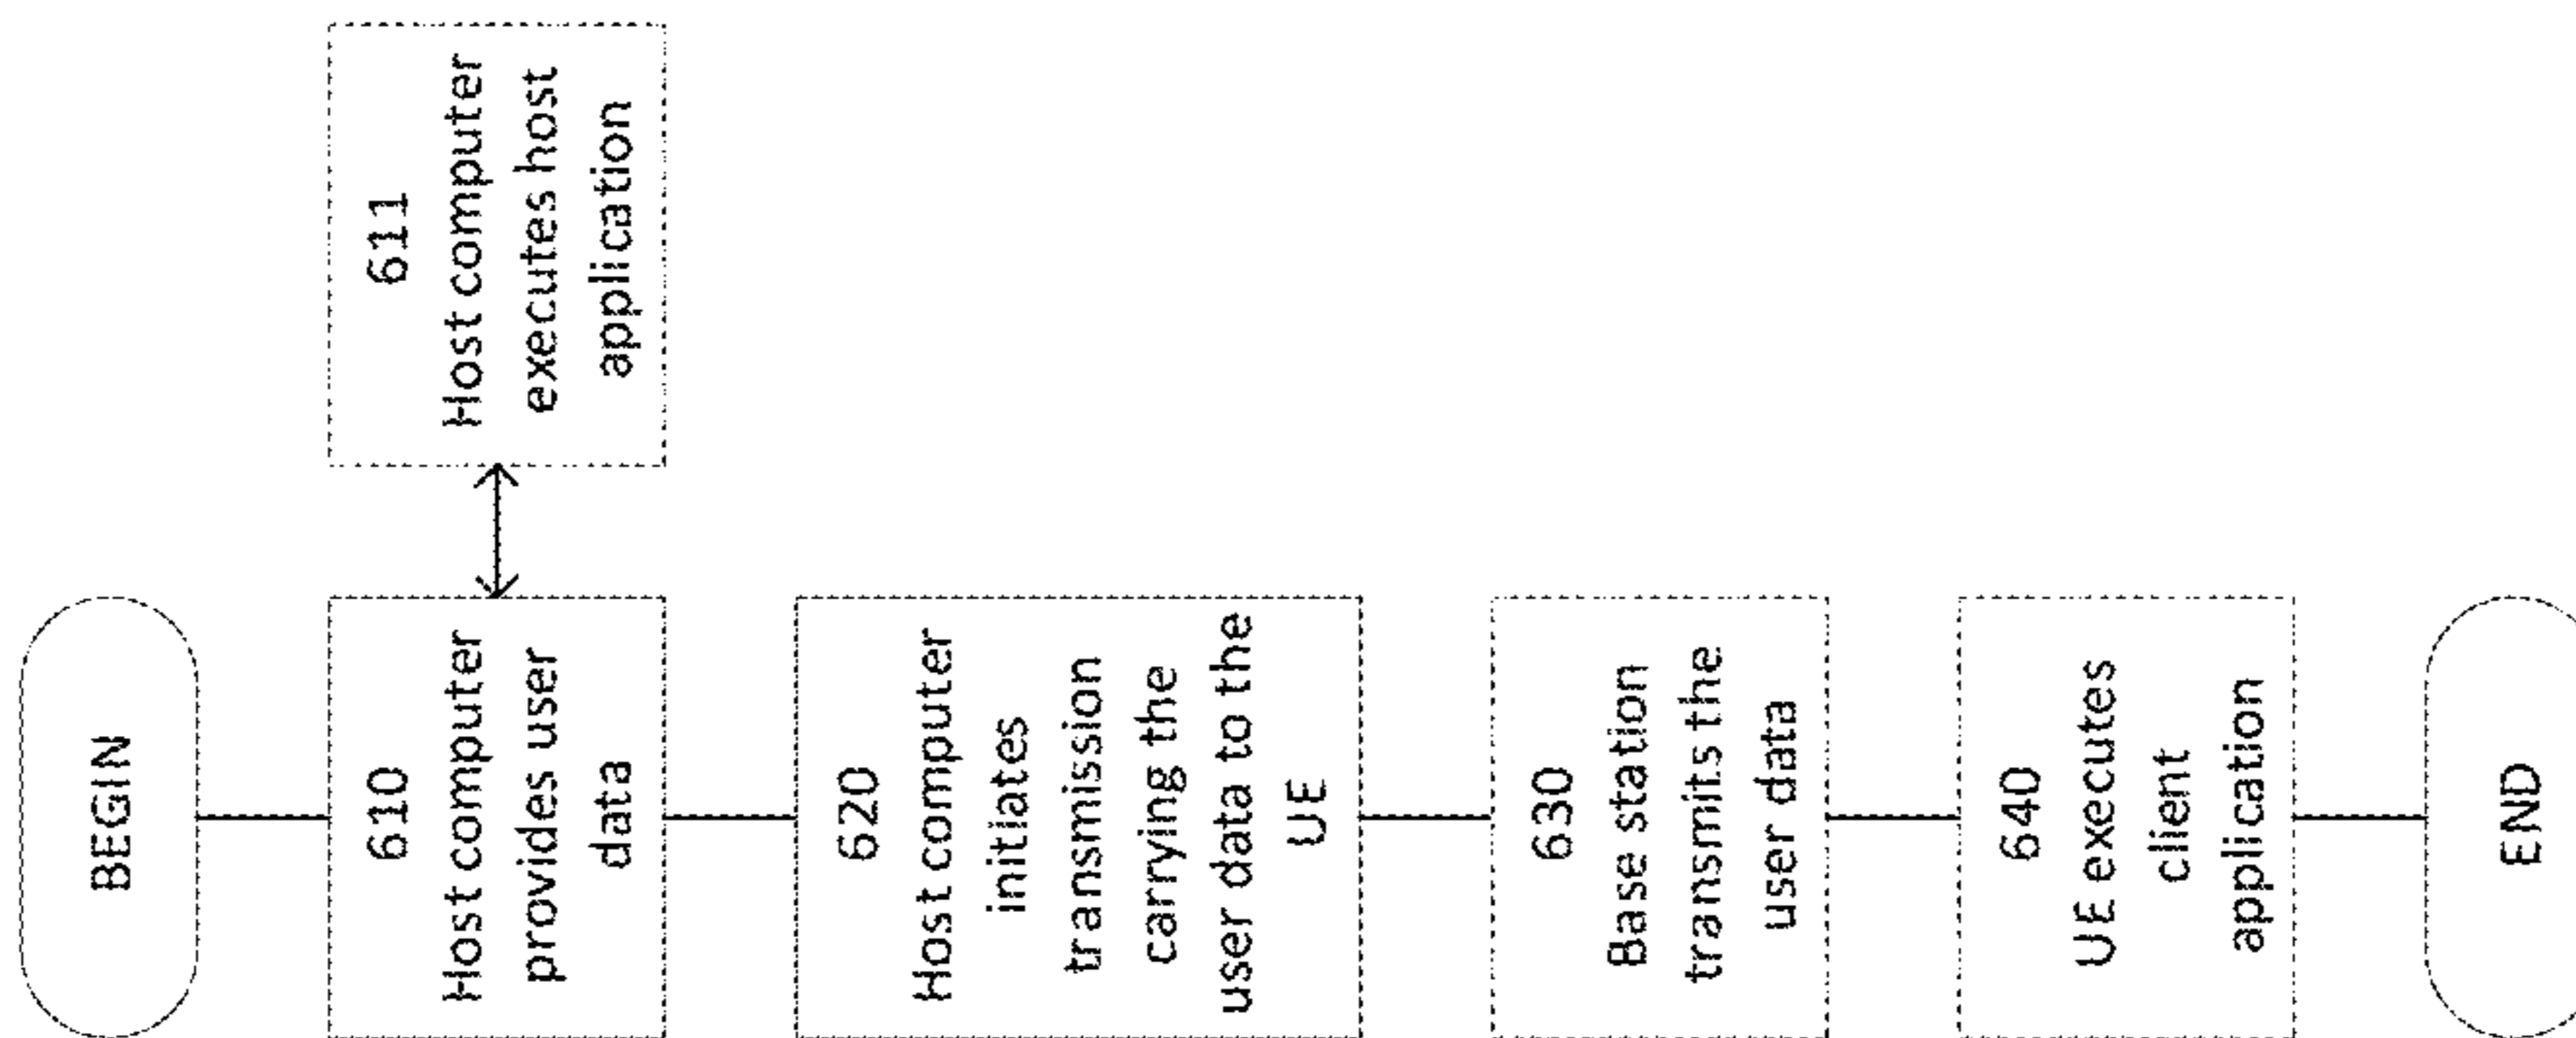 BEGIN
610
Host computer
provides user
data
611
Host computer
executes host
application
620
Host computer
initiates
transmission
carrying the
user data to the
UE
630
Base station
transmits the
user data
640
UE executes
client
application
END